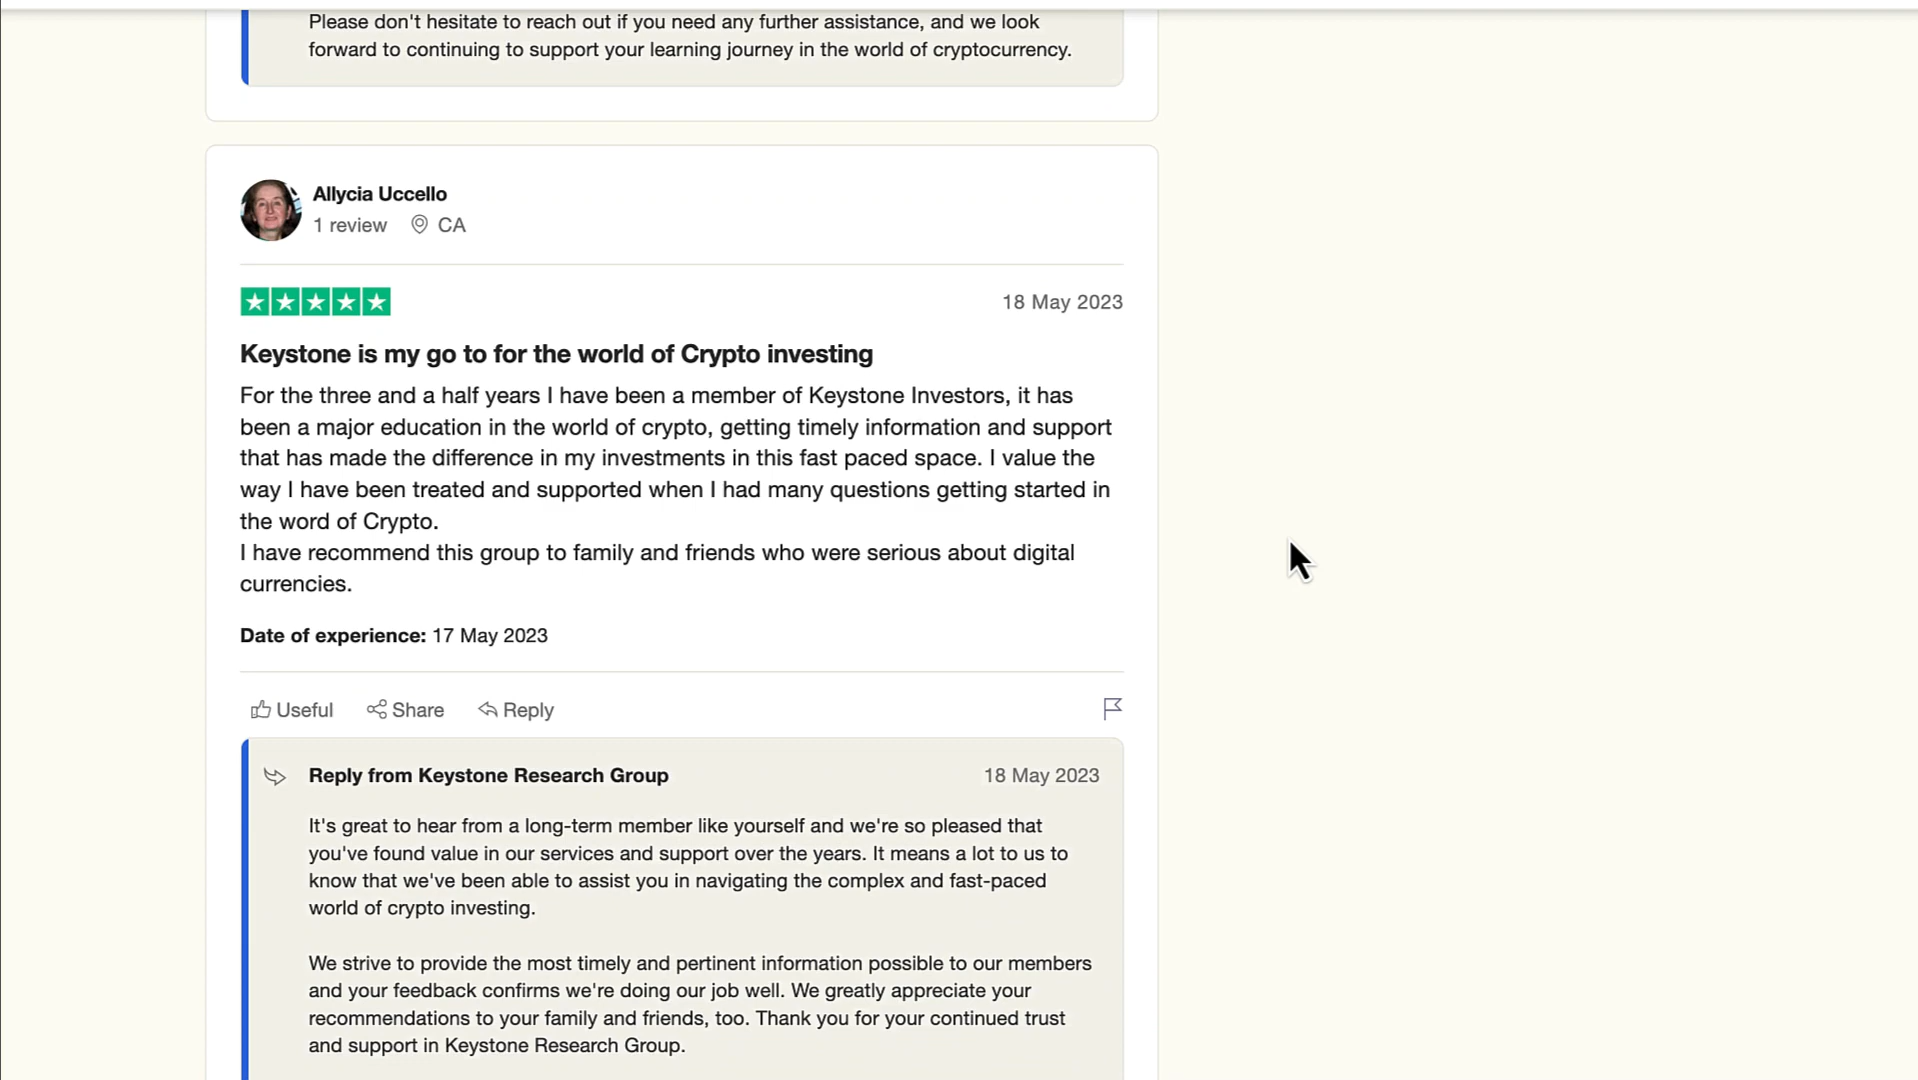 Please don't hesitate to reach out if you need any further assistance, and we look
forward to continuing to support your learning journey in the world of cryptocurrency.
Allycia Uccello
1 review CA
18 May 2023
Keystone is my go to for the world of Crypto investing
For the three and a half years I have been a member of Keystone Investors, it has
been a major education in the world of crypto, getting timely information and support
that has made the difference in my investments in this fast paced space. I value the
way I have been treated and supported when I had many questions getting started in
the word of Crypto.
I have recommend this group to family and friends who were serious about digital
currencies.
Date of experience: 17 May 2023
Useful Share Reply
Reply from Keystone Research Group 18 May 2023
It's great to hear from a long-term member like yourself and we're so pleased that
you've found value in our services and support over the years. It means a lot to us to
know that we've been able to assist you in navigating the complex and fast-paced
world of crypto investing.
We strive to provide the most timely and pertinent information possible to our members
and your feedback confirms we're doing our job well. We greatly appreciate your
recommendations to your family and friends, too. Thank you for your continued trust
and support in Keystone Research Group.